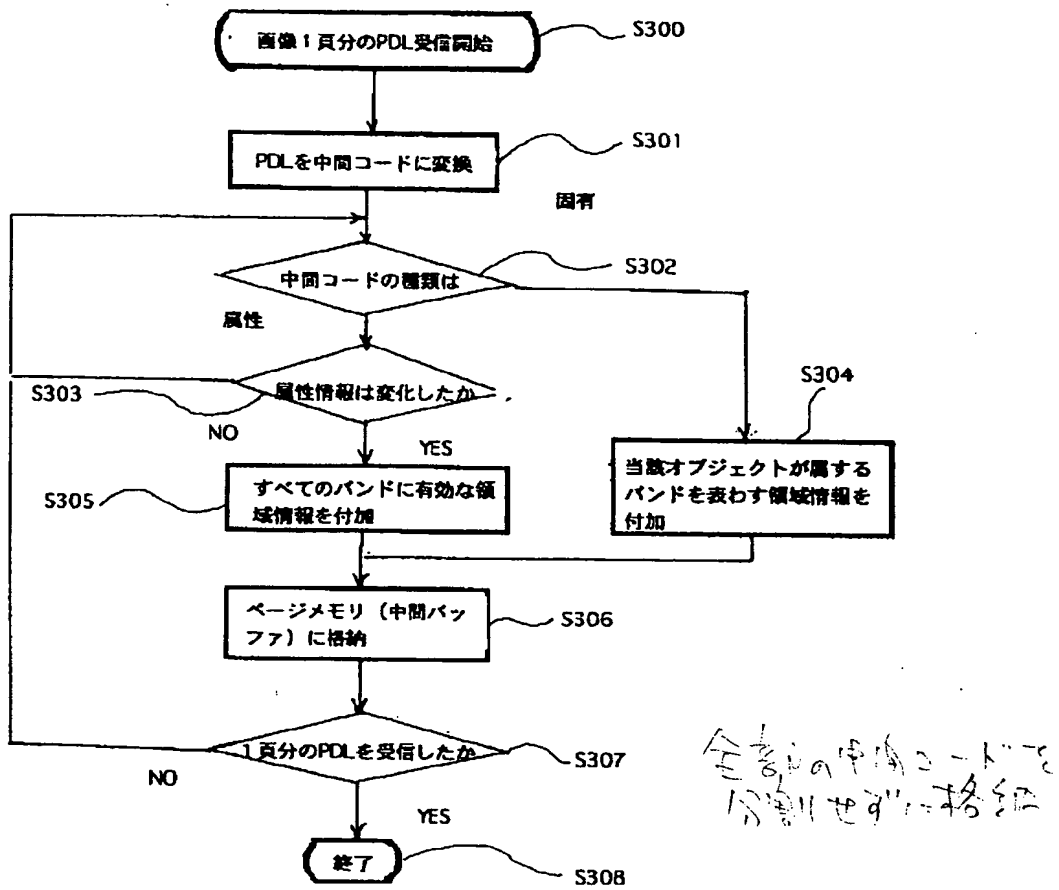 画像1頁分のPDL受信開始
S300
PDLを中間コードに変換
S301
固有
中間コードの種類は
S302
属性
属性情報は変化したか
S303
S304
NO
YES
すべてのバンドに有効な領
域情報を付加
S305
当該オブジェクトが属する
バンドを表わす領域情報を
付加
ページメモリ（中間バッ
ファ）に格納
S306
1頁分のPDLを受信したか
S307
NO
YES
全部の中間コードを
分割せずに格納
終了
S308